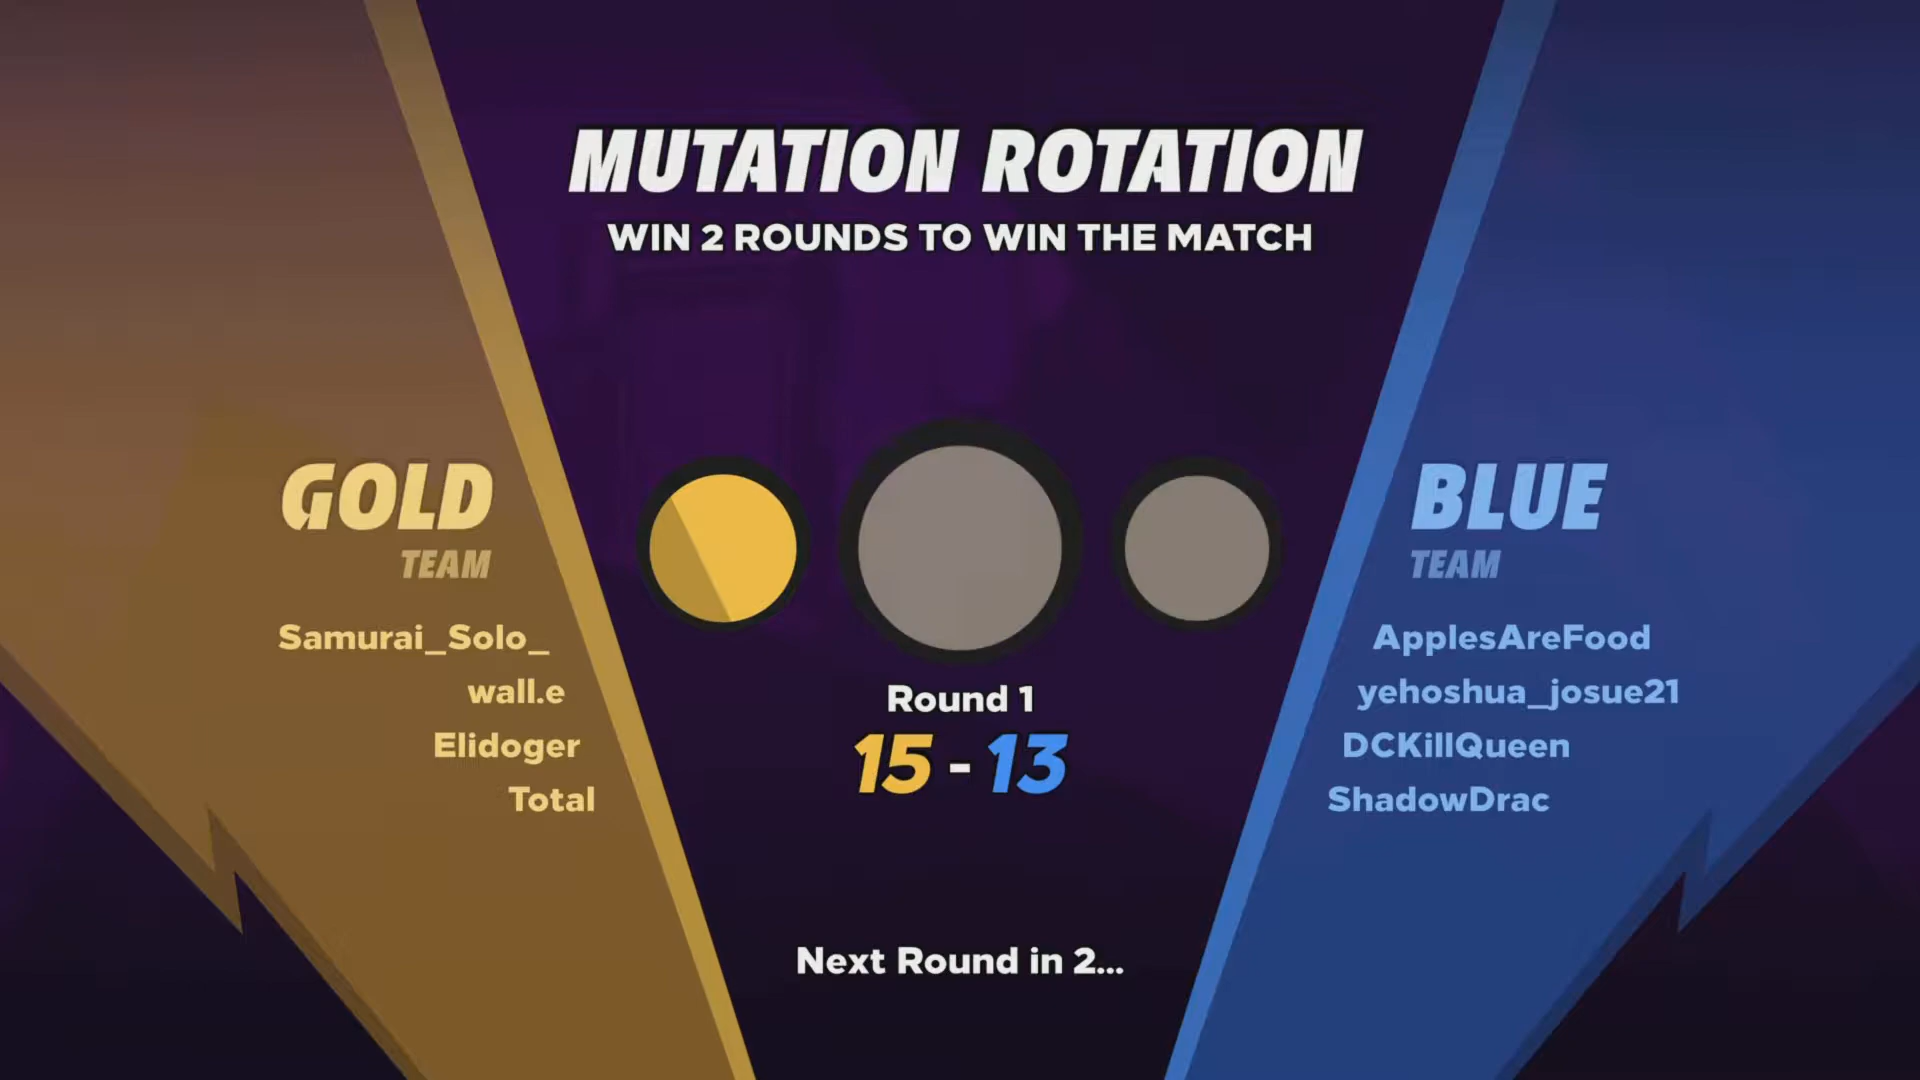 MUTATION ROTATION
WIN 2 ROUNDS TO WIN THE MATCH
GOLD
TEAM
Samurai_Solo_
wall.e
Elidoger
Total
Round 1
15 - 13
BLUE
TEAM
ApplesAreFood
yehoshua_josue21
DCKillQueen
ShadowDrac
Next Round in 2...